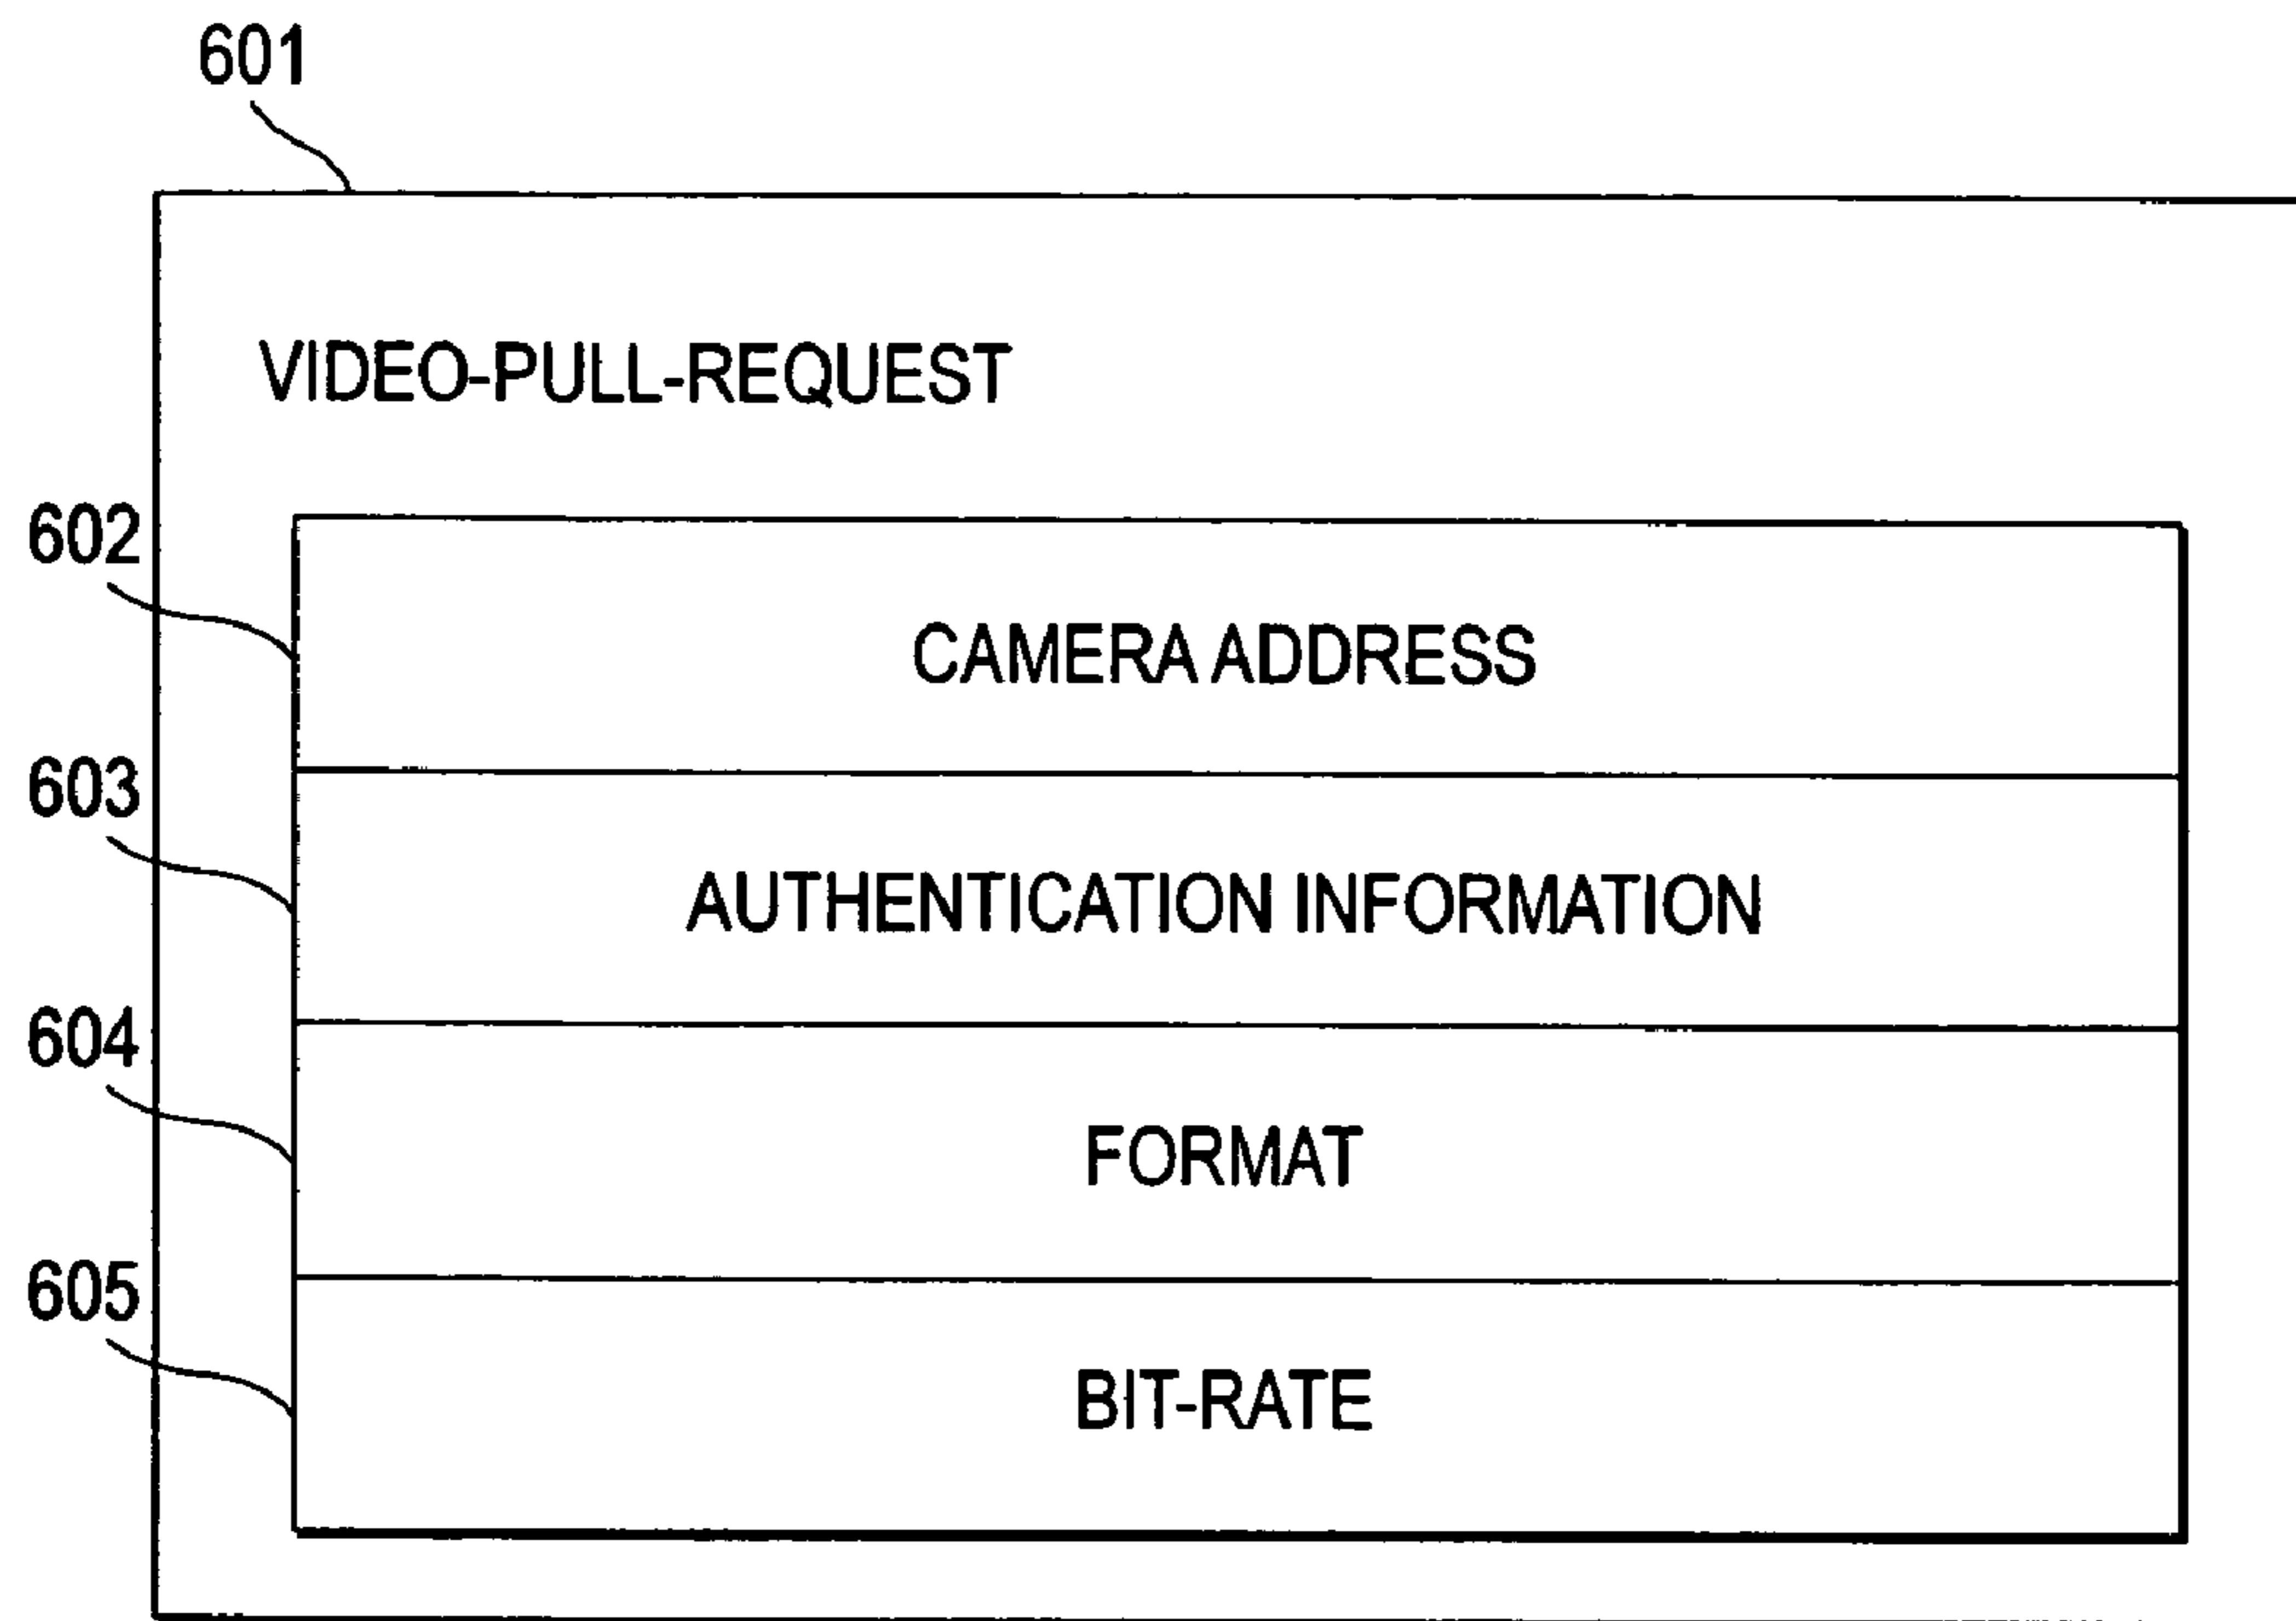 601
VIDEO-PULL-REQUEST
602
CAMERA ADDRESS
603
AUTHENTICATION INFORMATION
604
FORMAT
605
BIT-RATE